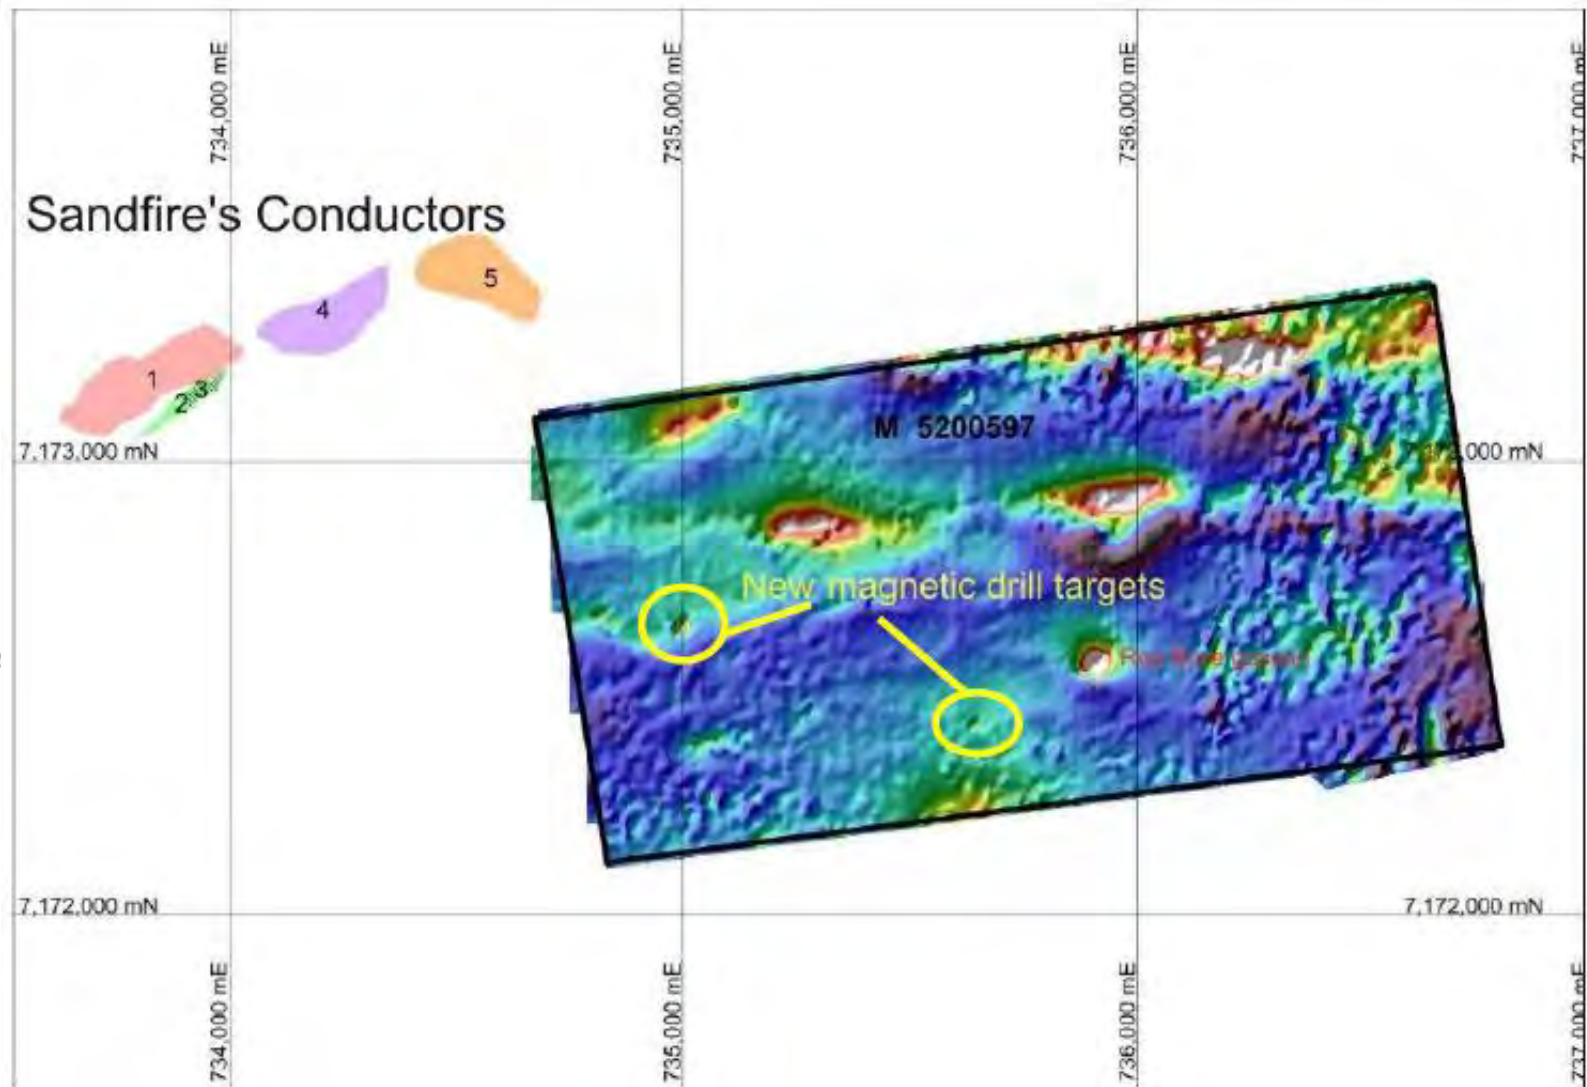 734,000 mE
735,000 mE
736,000 mE
737,000 mE
Sandfire's Conductors
5
4
1
3
2
M 5200597
7,173,000 mN
000 mN
New magnetic drill targets
7,172,000 mN
7,172,000 mN
734,000 mE
735,000 mE
736,000 mE
737,000 mE